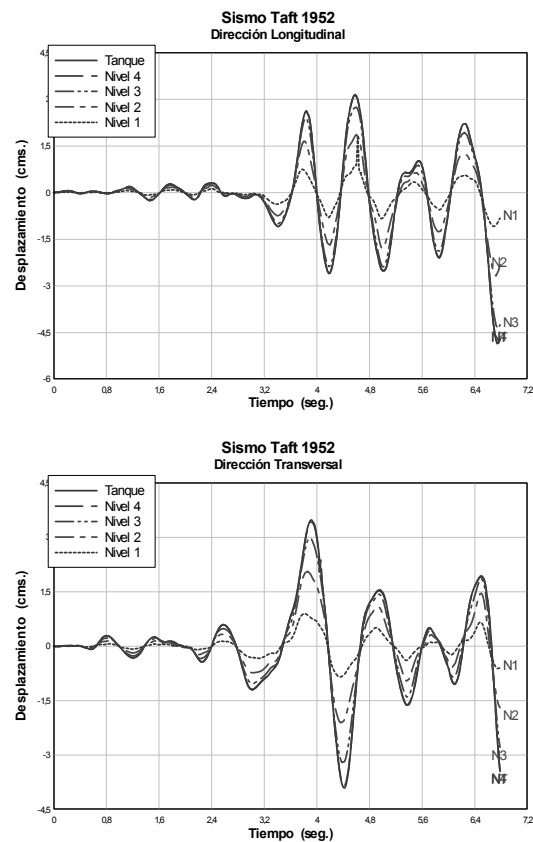 Sismo Taft 1952
Dirección Longitudinal
4,5
Tanque
Nivel 4
Nivel 3
Nivel 2
Nivel 1
3
1,5
0
-1,5
-3
-4,5
-6
Desplazamiento (cms.)
N1
N2
N3
0 0,8 1,6 2,4 3,2 4 4,8 5,6 6,4 7,2
Tiempo (seg.)
Sismo Taft 1952
Dirección Transversal
4,5
Tanque
Nivel 4
Nivel 3
Nivel 2
Nivel 1
3
1,5
0
-1,5
-3
-4,5
Desplazamiento (cms.)
N1
N2
N3
0 0,8 1,6 2,4 3,2 4 4,8 5,6 6,4 7,2
Tiempo (seg.)